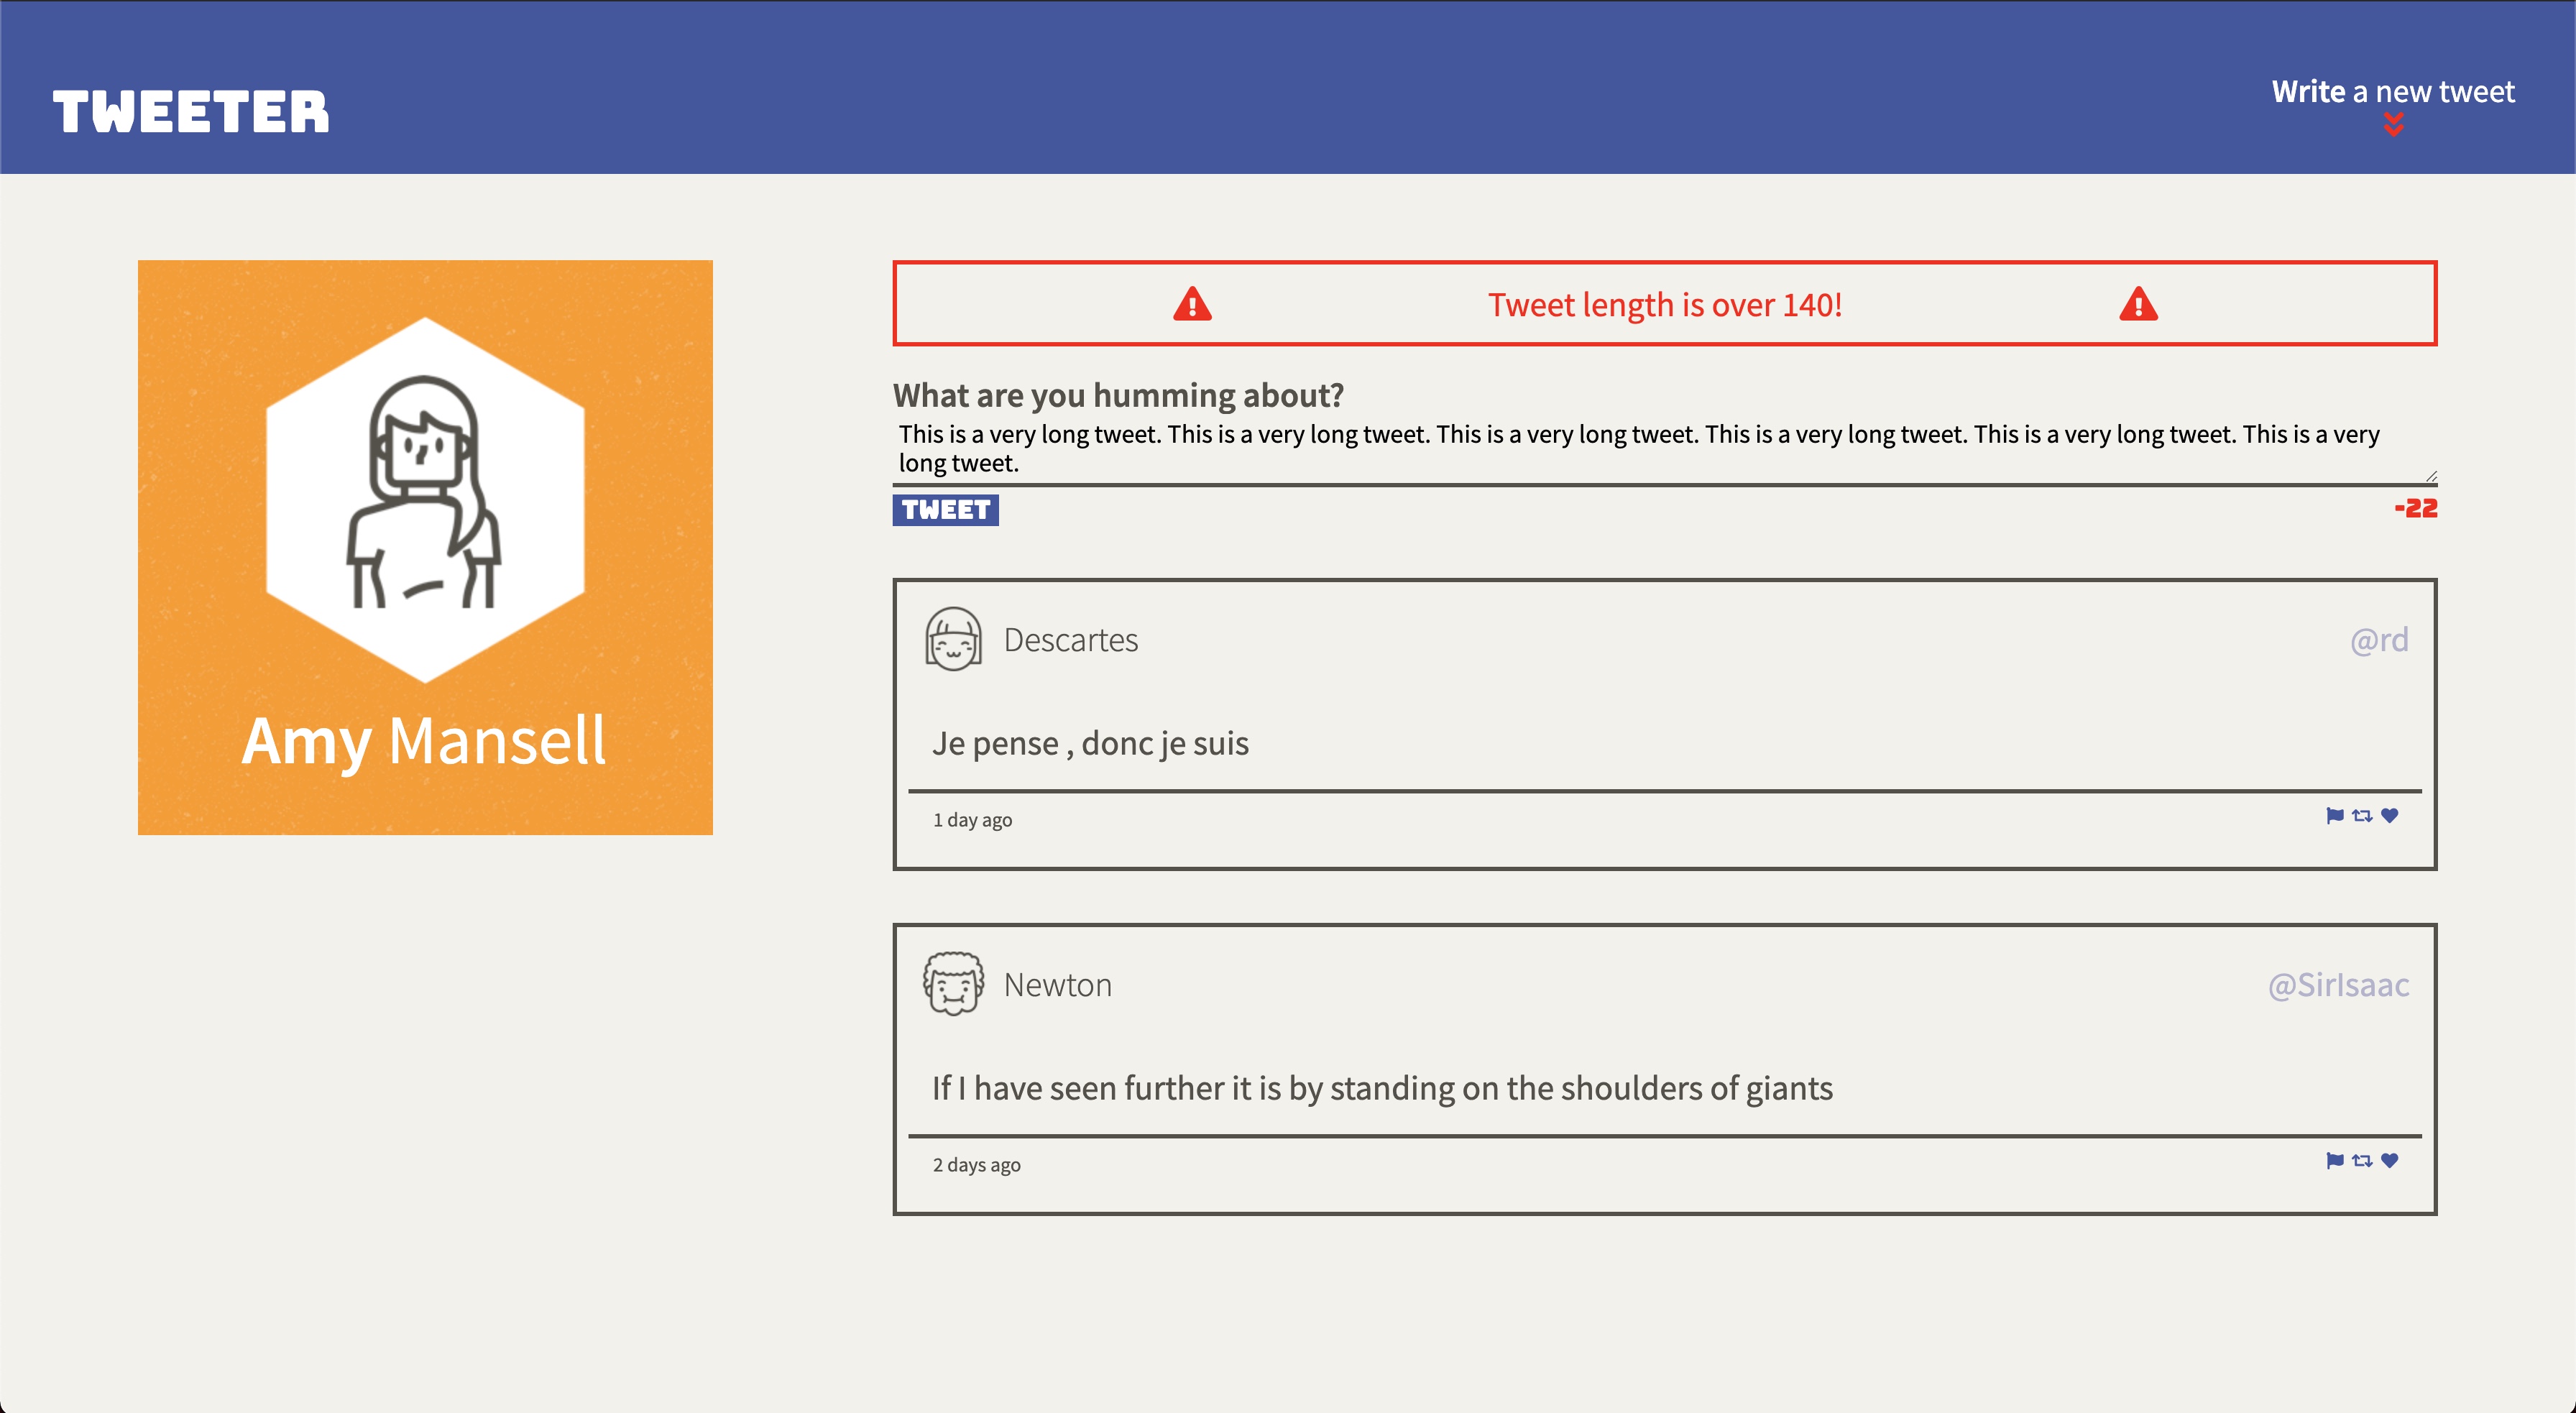 TWEETER
Write a new tweet
Amy Mansell
Tweet length is over 140!
What are you humming about?
This is a very long tweet. This is a very long tweet. This is a very long tweet. This is a very long tweet. This is a very long tweet. This is a very
long tweet.
TWEET
-22
Descartes
@rd
Je pense , donc je suis
1 day ago
Newton
@SirIsaac
If I have seen further it is by standing on the shoulders of giants
2 days ago